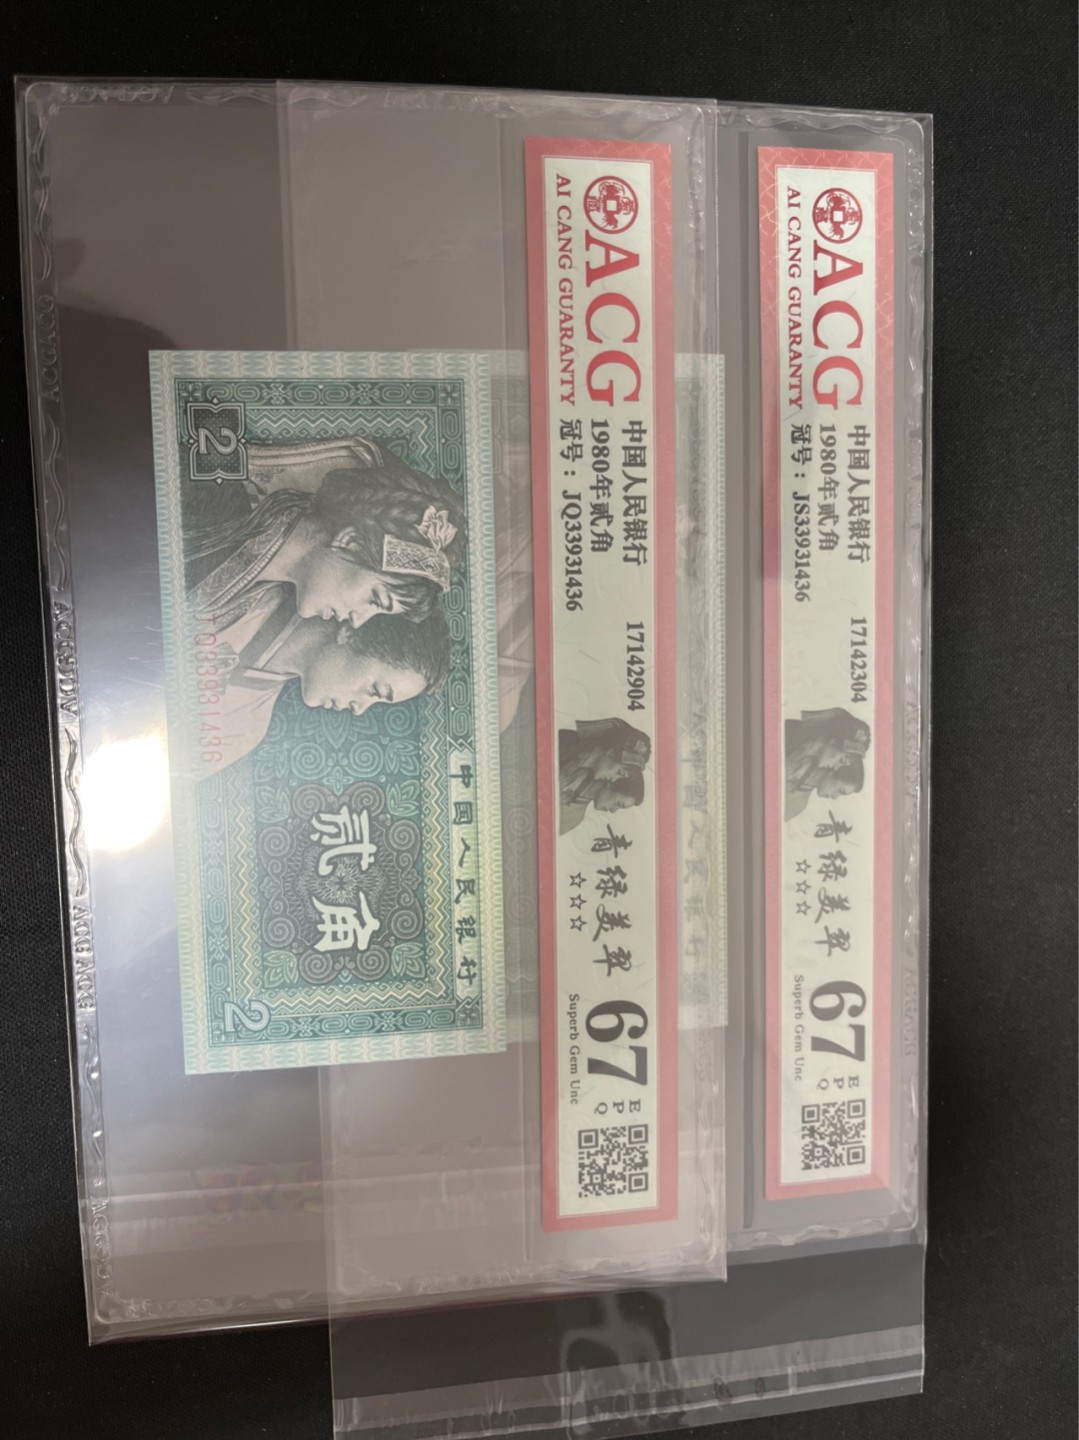 ACG
AI CANG GUARANTY
中国人民银行
1980年贰角
冠号：JS33931436
17142304
青绿美翠
☆☆☆
67
EPQ
Superb Gem Unc
ACG
AI CANG GUARANTY
中国人民银行
1980年贰角
冠号：JQ33931436
17142904
青绿美翠
☆☆☆
67
EPQ
Superb Gem Unc
中国人民银行
贰角
2
2
JQ33931436